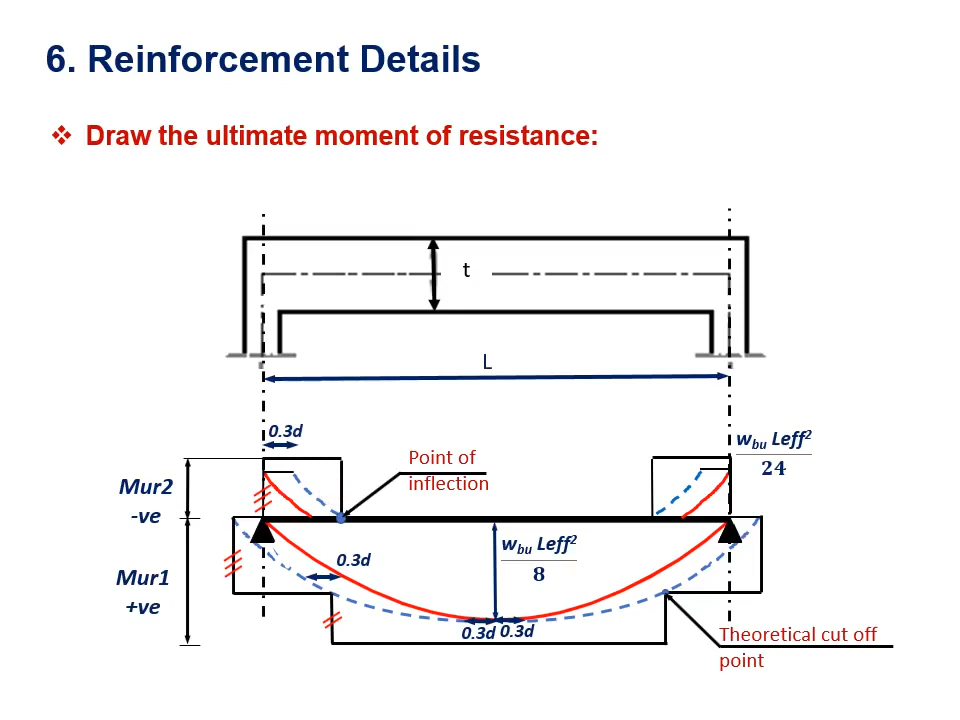 6. Reinforcement Details
❖ Draw the ultimate moment of resistance:
t
L
0.3d
Point of
inflection
w_bu Leff²
24
Mur2
-ve
w_bu Leff²
8
0.3d
Mur1
+ve
0.3d 0.3d
Theoretical cut off
point